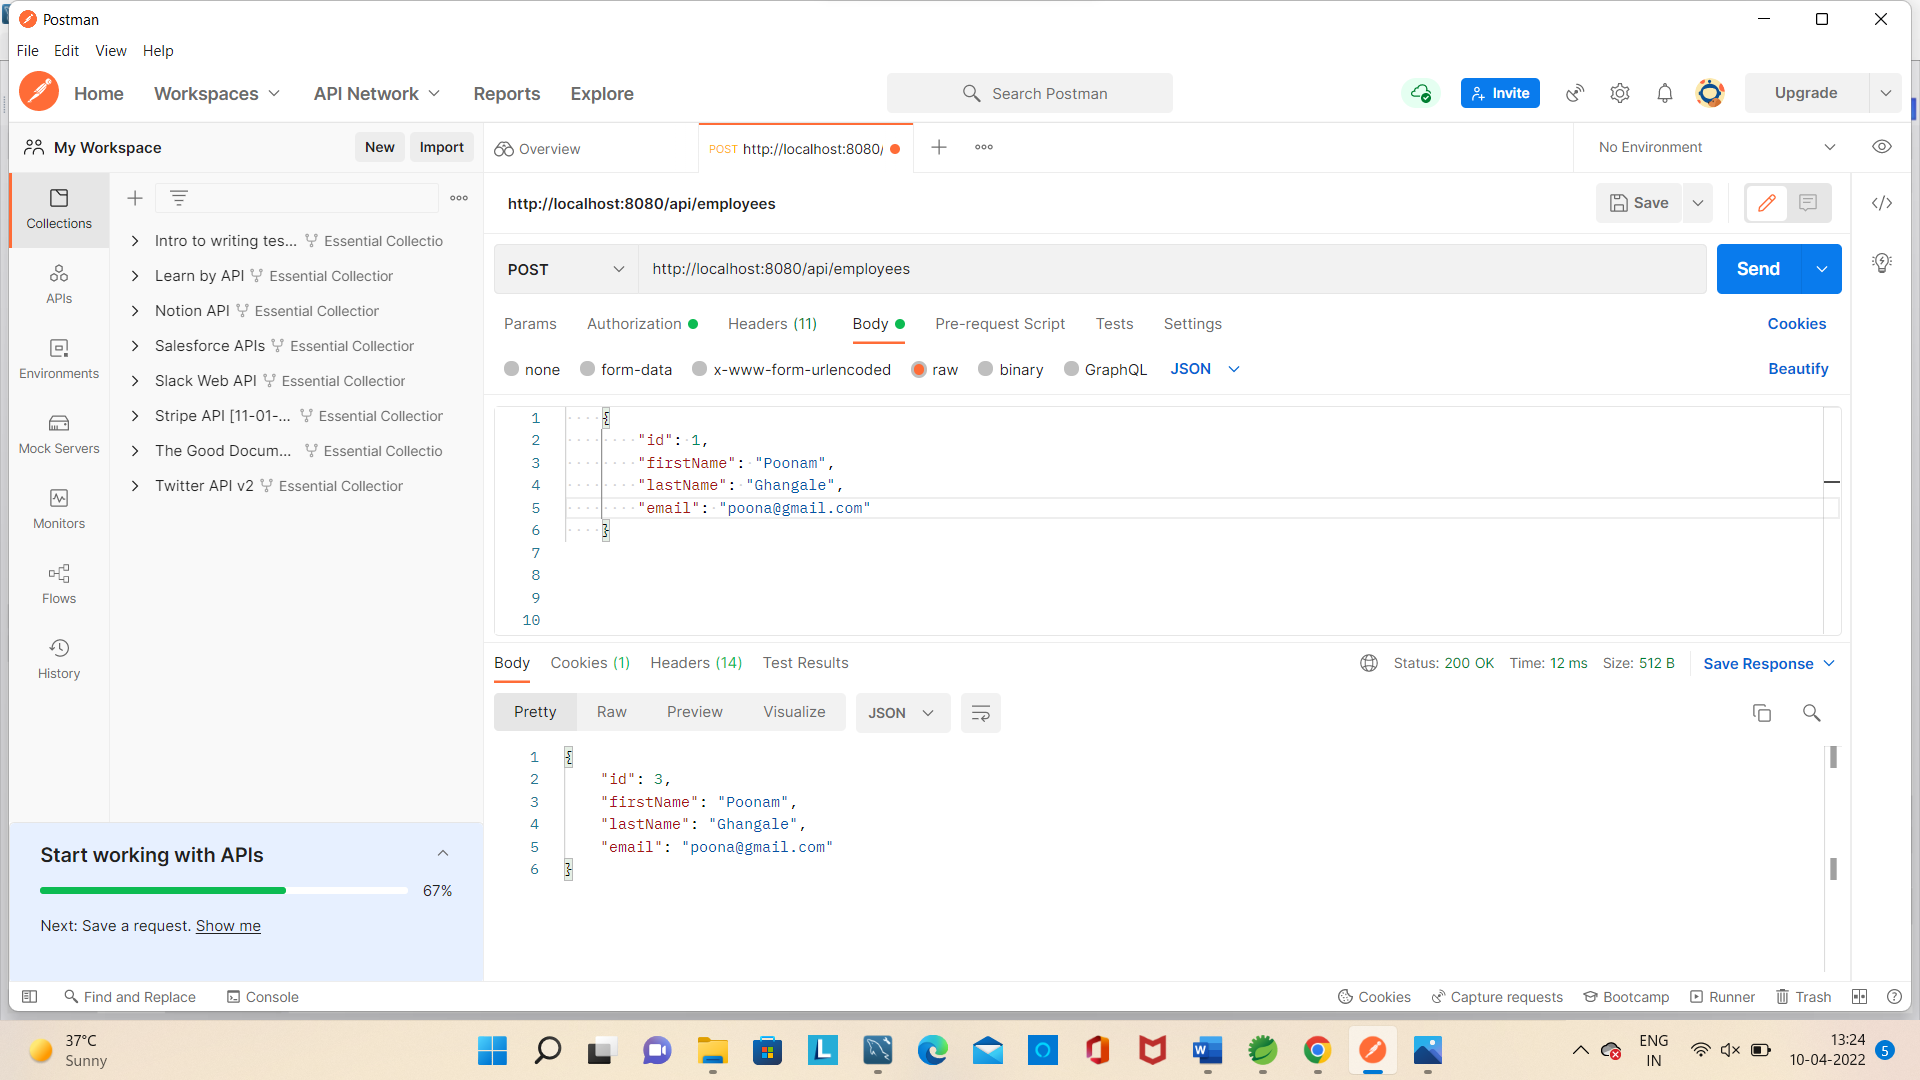 Postman
File Edit View Help
Home Workspaces API Network Reports Explore Search Postman Invite Upgrade
My Workspace New Import Overview POST http://localhost:8080/ No Environment
Collections
APIs
Environments
Mock Servers
Monitors
Flows
History
Intro to writing tes... Essential Collectio
Learn by API Essential Collection
Notion API Essential Collection
Salesforce APIs Essential Collection
Slack Web API Essential Collection
Stripe API [11-01-... Essential Collection
The Good Docum... Essential Collectio
Twitter API v2 Essential Collection
Start working with APIs
67%
Next: Save a request. Show me
http://localhost:8080/api/employees Save
POST http://localhost:8080/api/employees Send
Params Authorization Headers (11) Body Pre-request Script Tests Settings Cookies
none form-data x-www-form-urlencoded raw binary GraphQL JSON Beautify
1 {
2 "id": 1,
3 "firstName": "Poonam",
4 "lastName": "Ghangale",
5 "email": "poona@gmail.com"
6 }
7
8
9
10
Body Cookies (1) Headers (14) Test Results Status: 200 OK Time: 12 ms Size: 512 B Save Response
Pretty Raw Preview Visualize JSON
1 {
2 "id": 3,
3 "firstName": "Poonam",
4 "lastName": "Ghangale",
5 "email": "poona@gmail.com"
6 }
Find and Replace Console Cookies Capture requests Bootcamp Runner Trash
37°C
Sunny
ENG
IN
13:24
10-04-2022
5